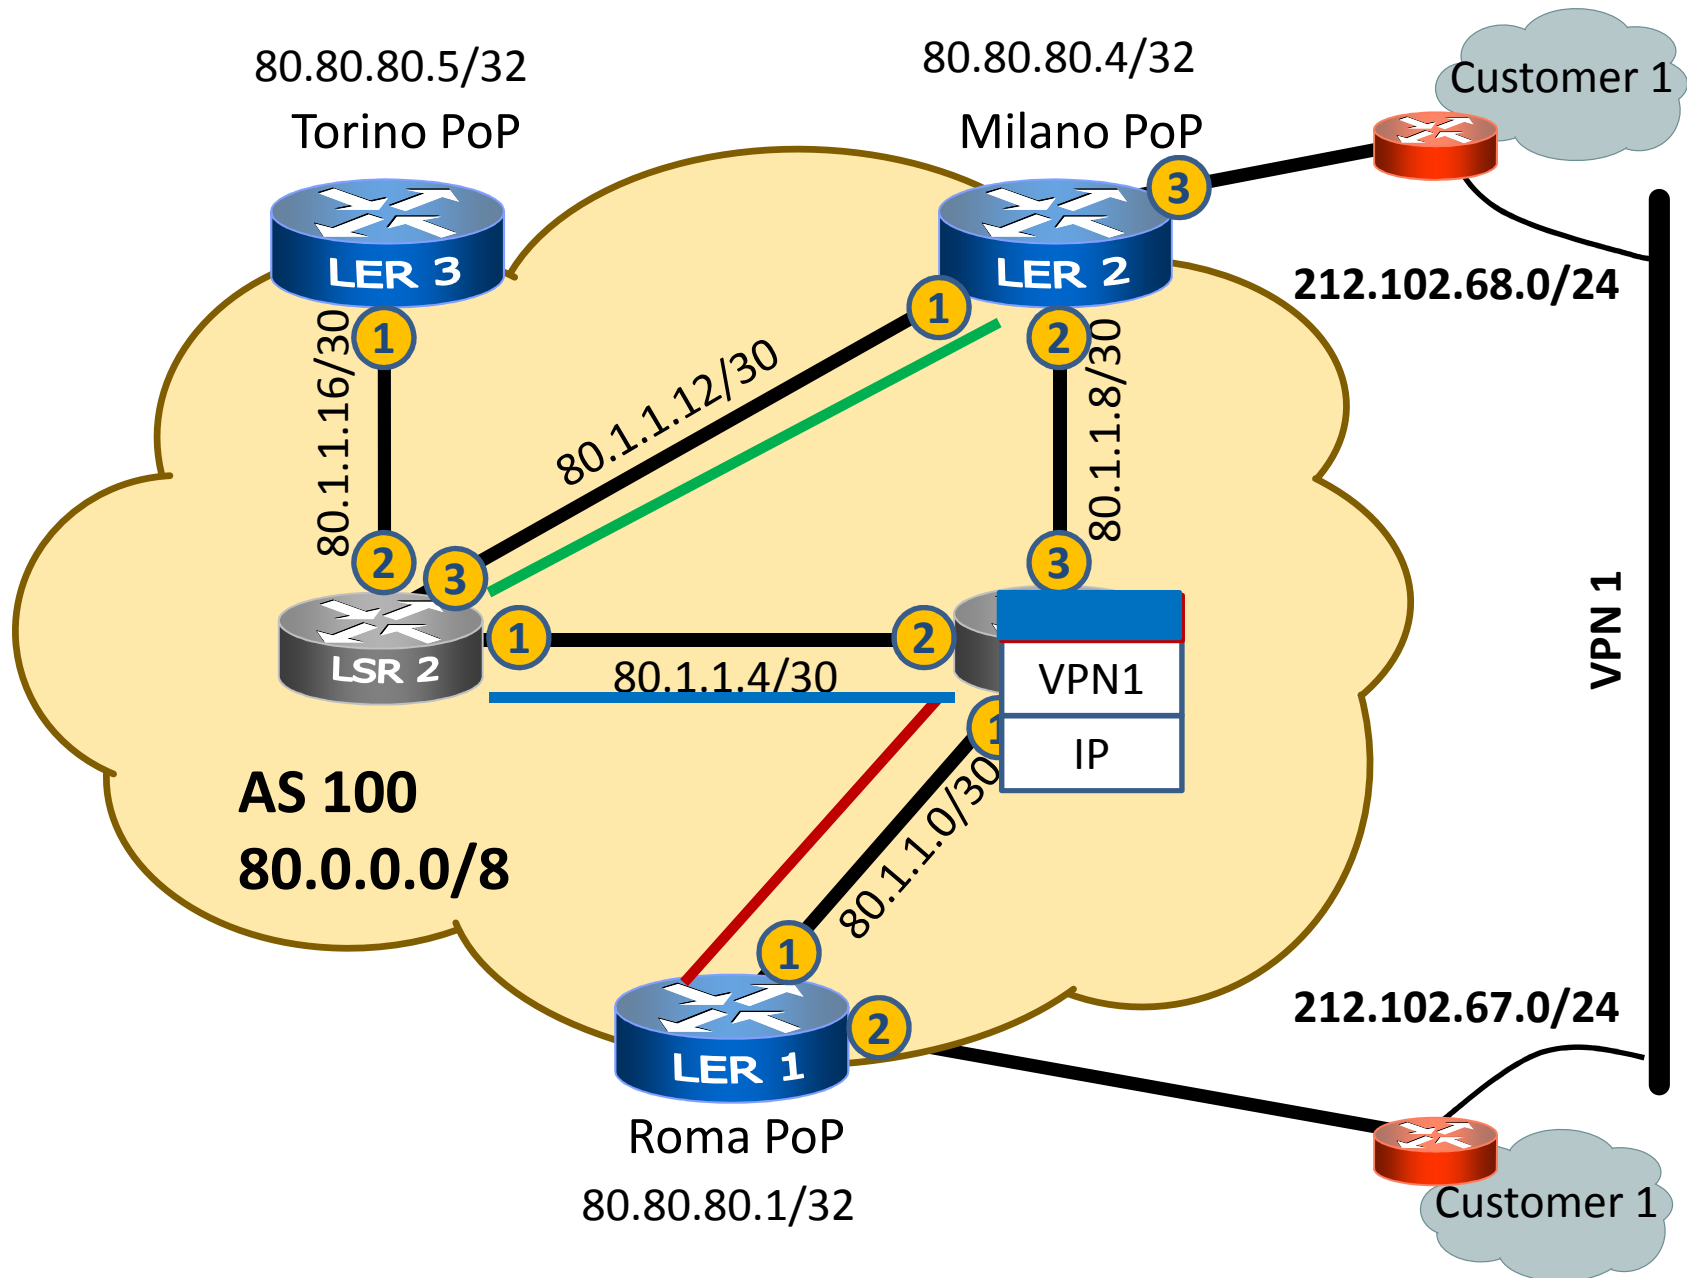 80.80.80.5/32
Torino PoP
80.80.80.4/32
Milano PoP
Customer 1
3
LER 3
LER 2
212.102.68.0/24
1
1
2
80.1.1.16/30
80.1.1.12/30
80.1.1.8/30
2
3
3
LSR 2
1
2
80.1.1.4/30
VPN1
IP
1
VPN 1
AS 100
80.0.0.0/8
80.1.1.0/30
1
2
LER 1
212.102.67.0/24
Roma PoP
80.80.80.1/32
Customer 1